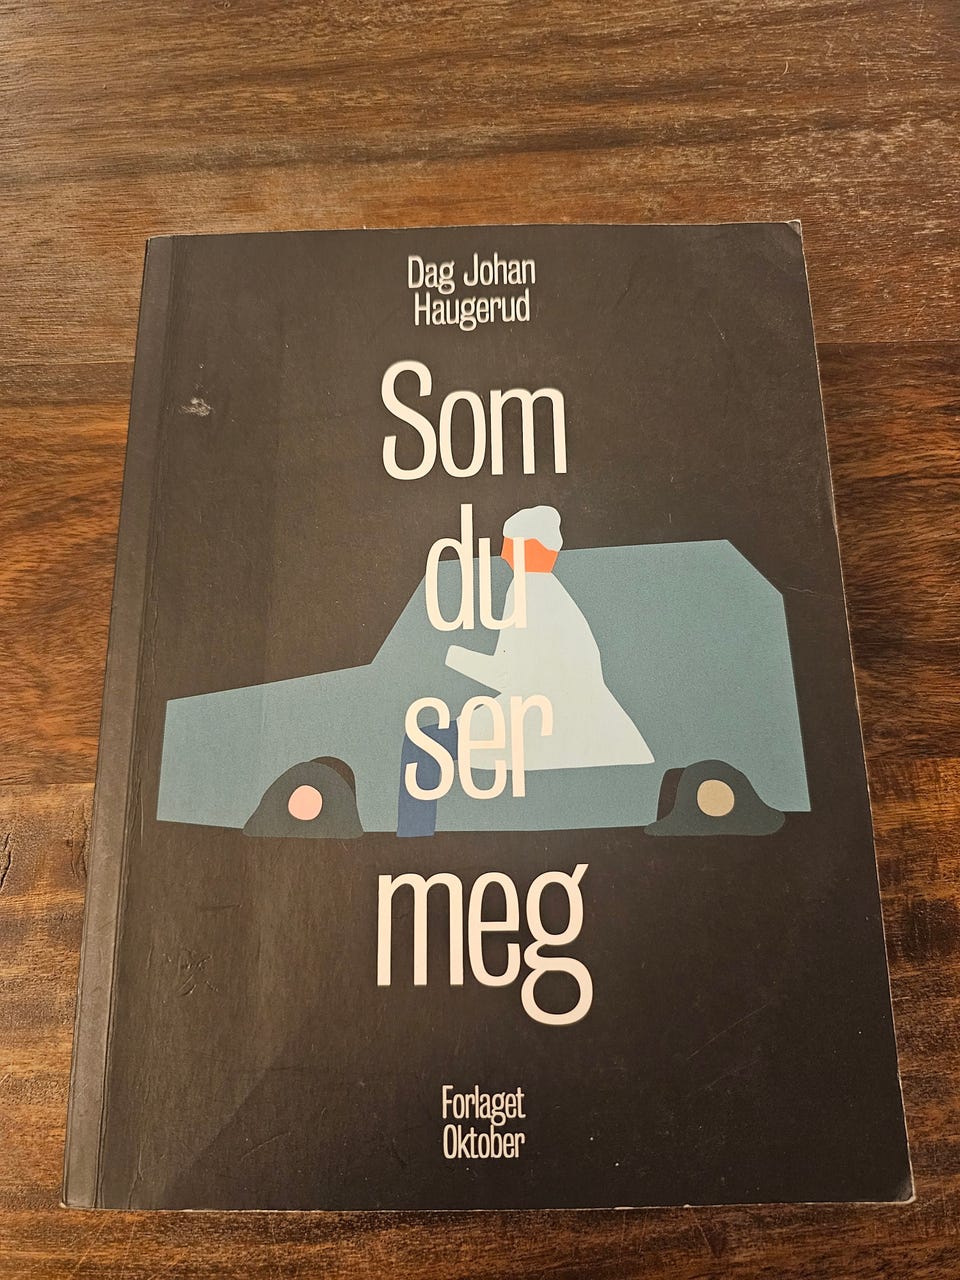 Dag Johan
Haugerud
Som
du
ser
meg
Forlaget
Oktober